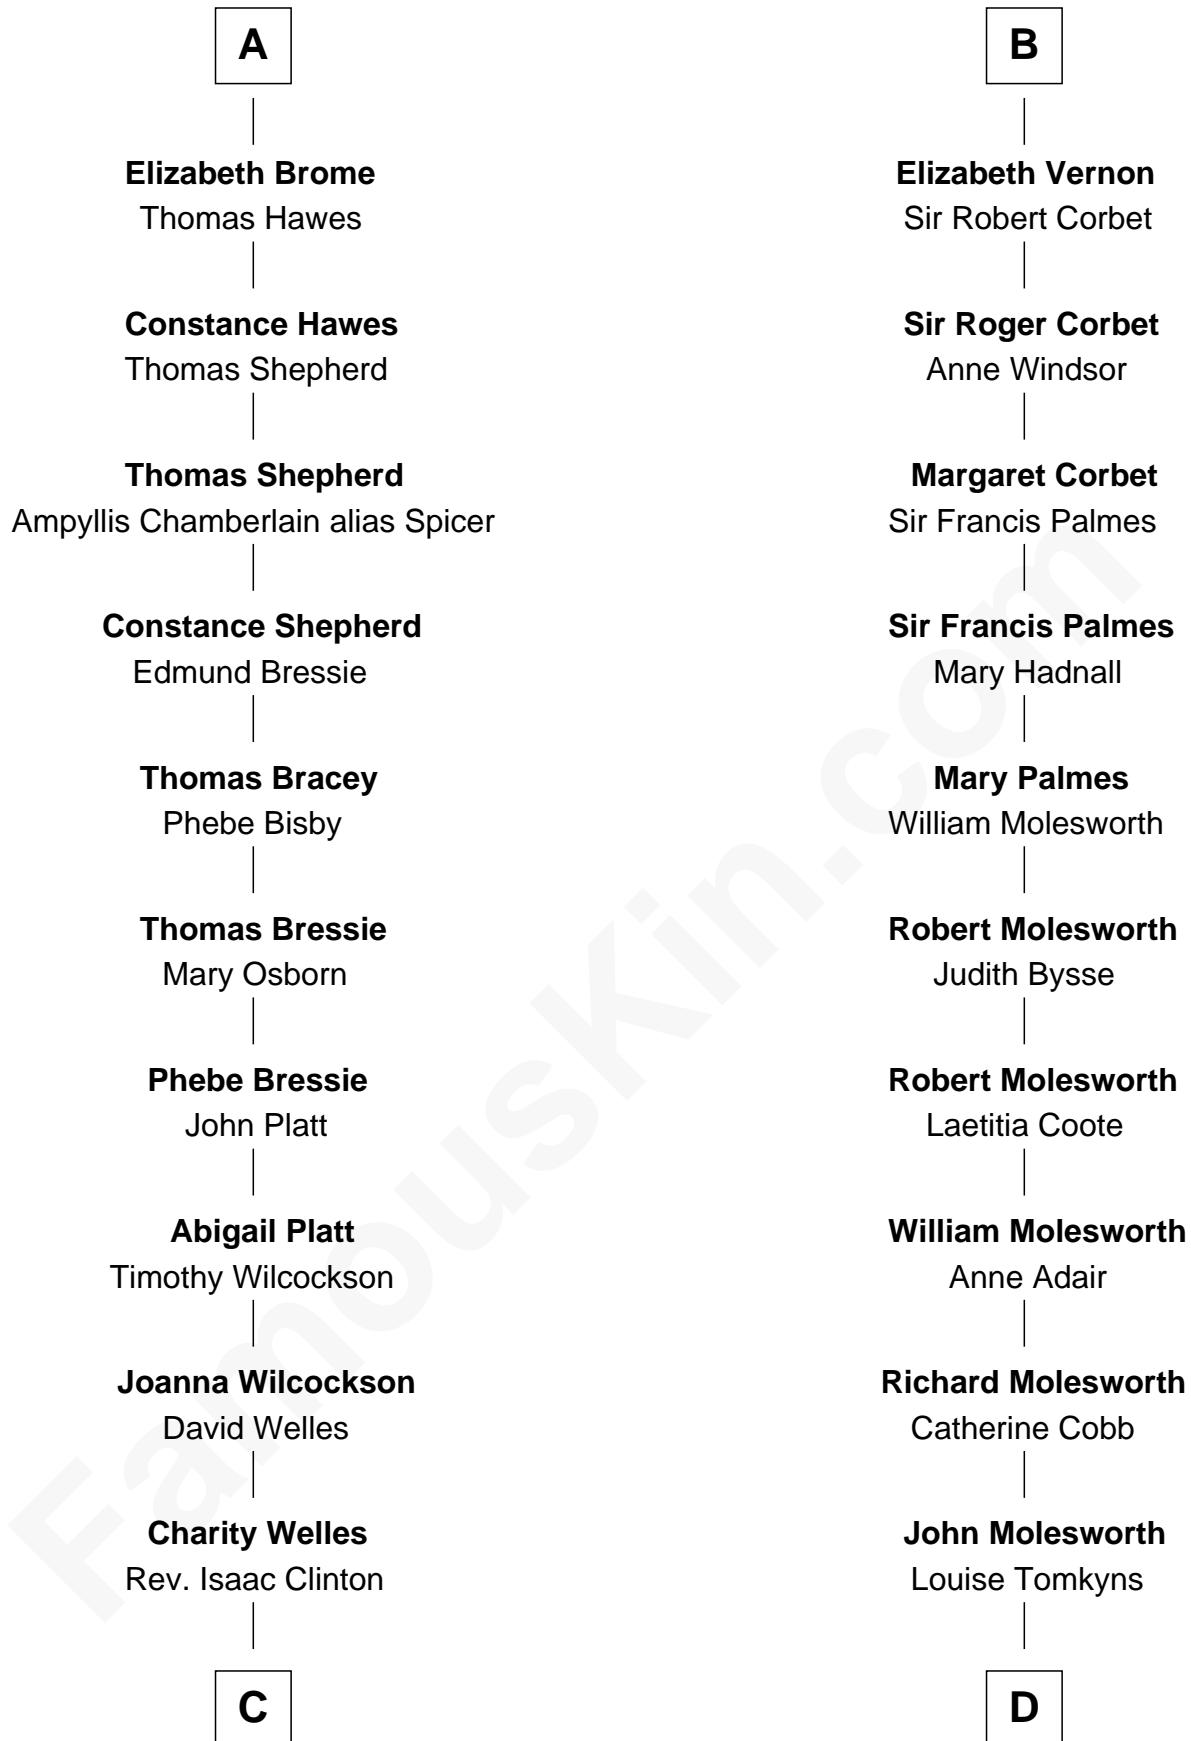 A
Elizabeth Brome
Thomas Hawes
Constance Hawes
Thomas Shepherd
Thomas Shepherd
Ampyllis Chamberlain alias Spicer
Constance Shepherd
Edmund Bressie
Thomas Bracey
Phebe Bisby
Thomas Bressie
Mary Osborn
Phebe Bressie
John Platt
Abigail Platt
Timothy Wilcockson
Joanna Wilcockson
David Welles
Charity Welles
Rev. Isaac Clinton
C
B
Elizabeth Vernon
Sir Robert Corbet
Sir Roger Corbet
Anne Windsor
Margaret Corbet
Sir Francis Palmes
Sir Francis Palmes
Mary Hadnall
Mary Palmes
William Molesworth
Robert Molesworth
Judith Bysse
Robert Molesworth
Laetitia Coote
William Molesworth
Anne Adair
Richard Molesworth
Catherine Cobb
John Molesworth
Louise Tomkyns
D
FamousKin.com